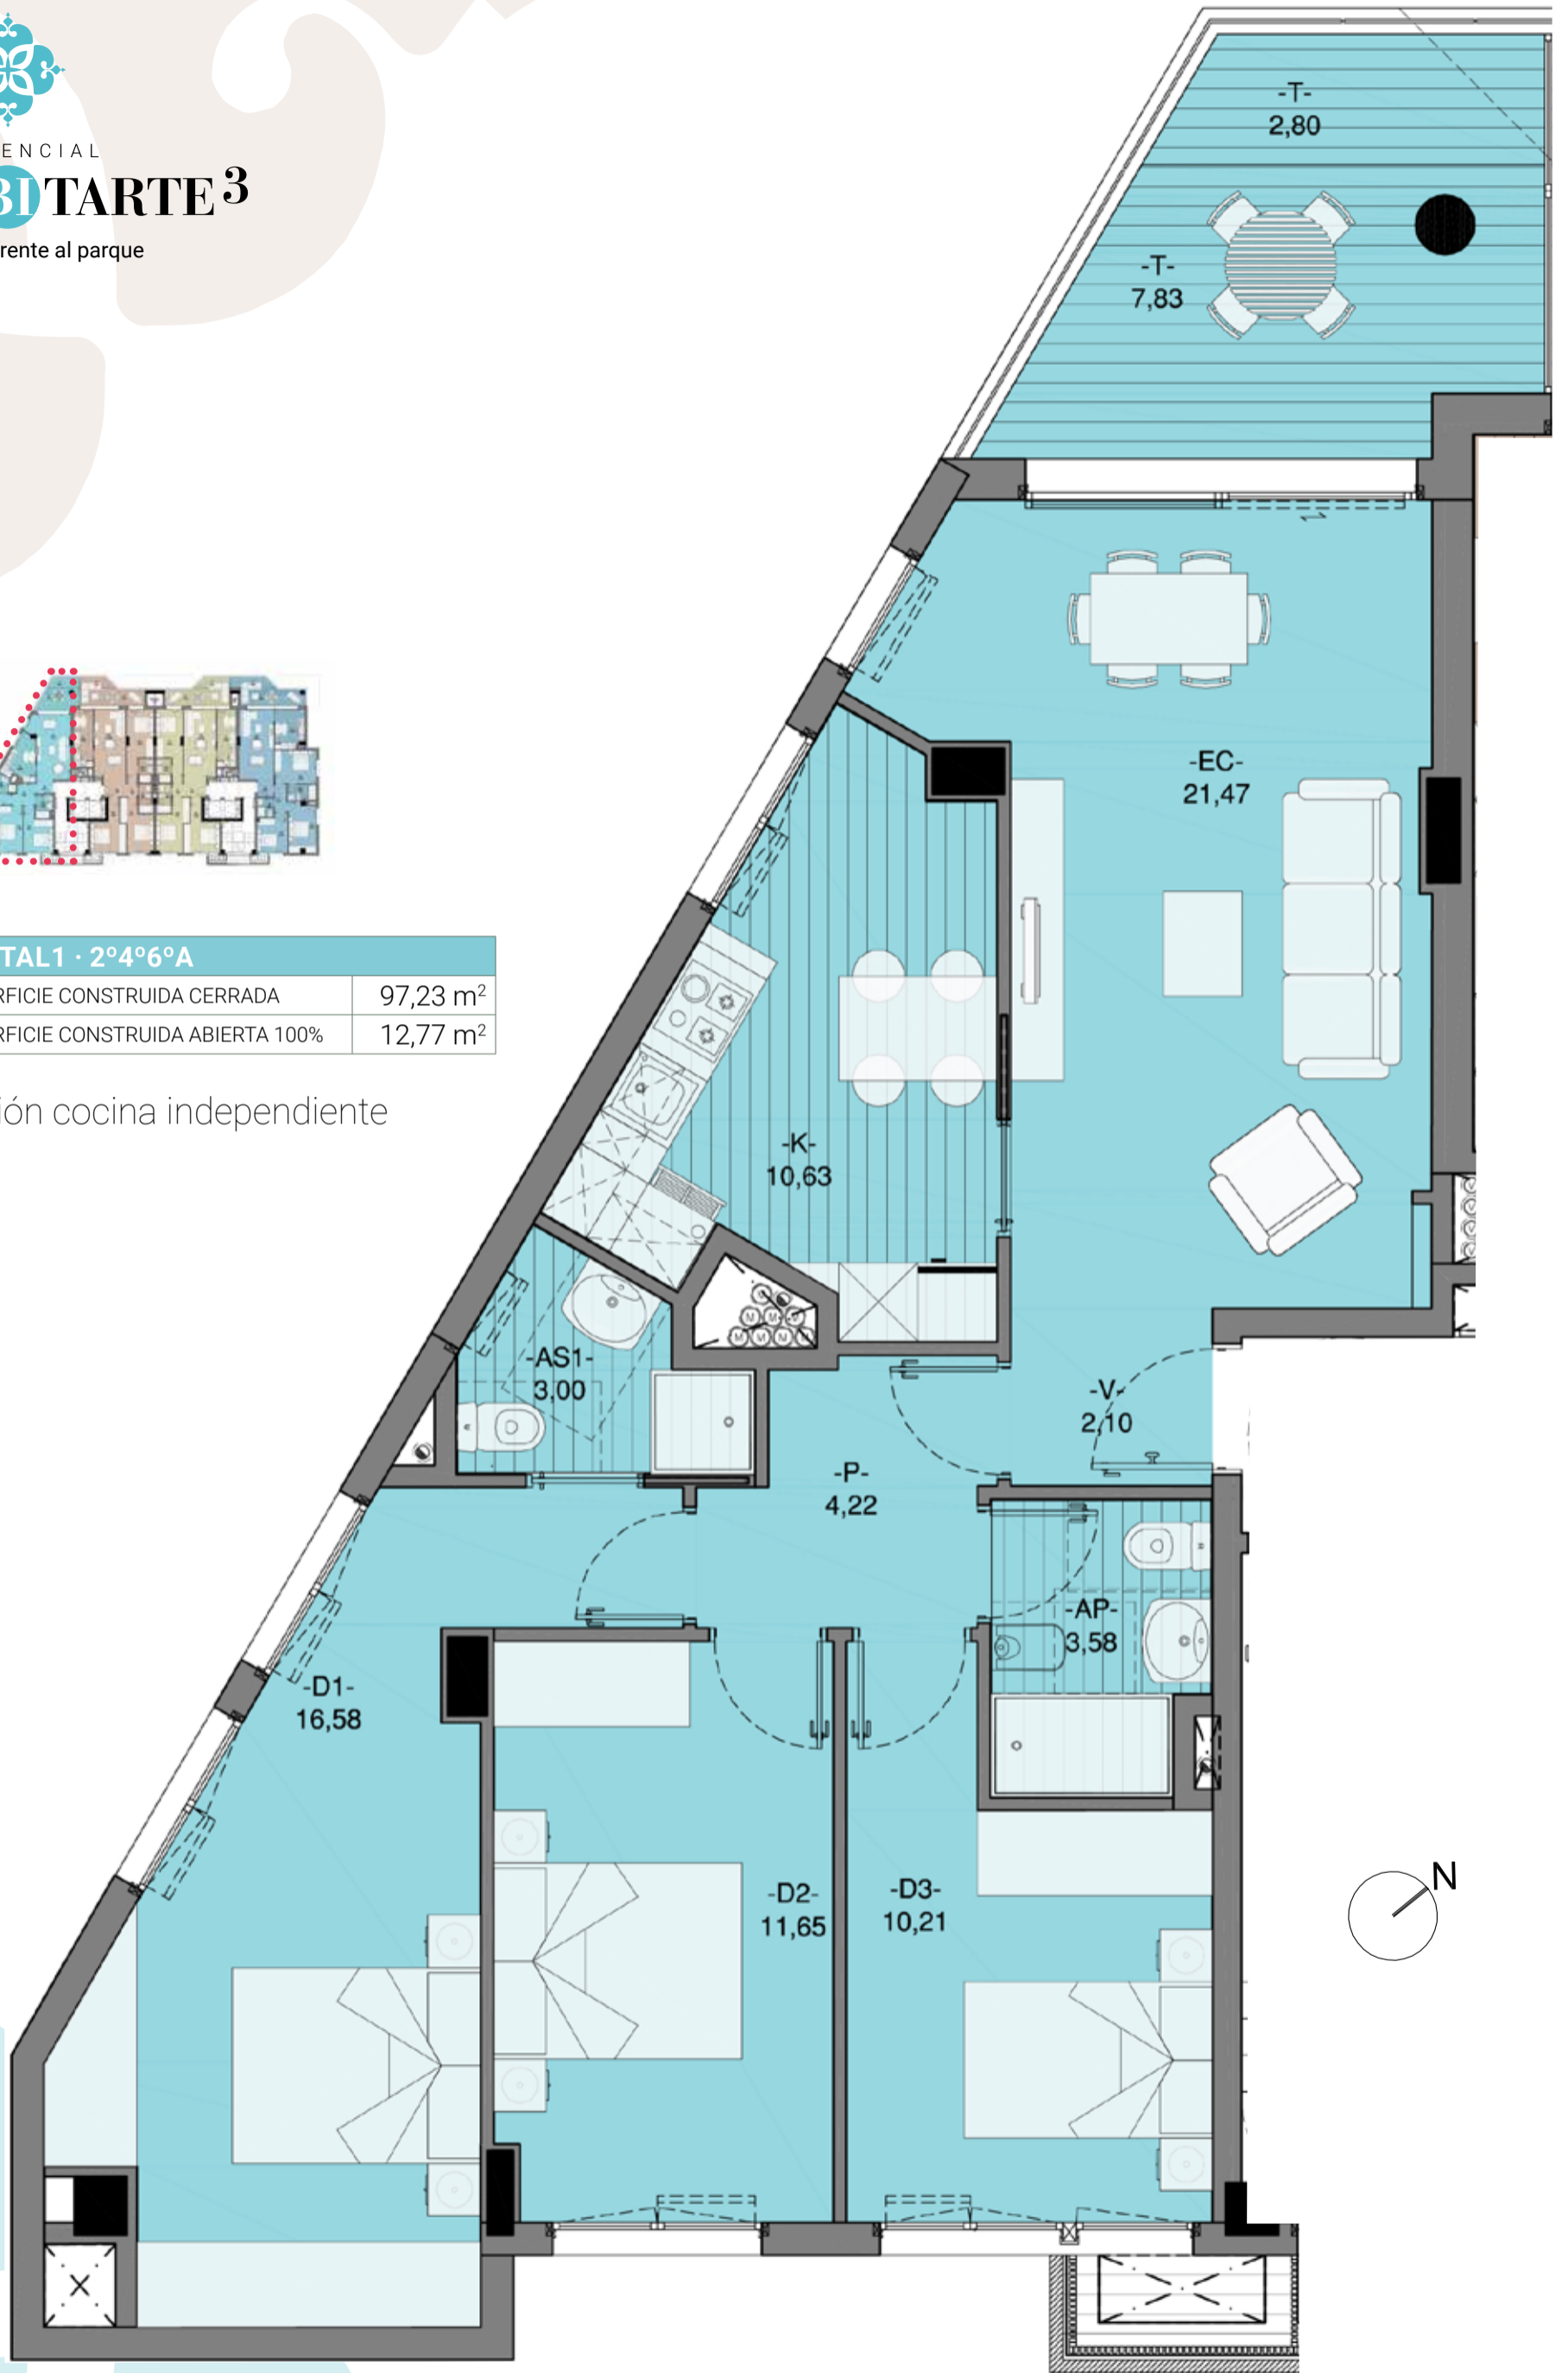 ENCIAL
BITARTE³
rente al parque
TAL1 · 2º4º6ºA
RFICIE CONSTRUIDA CERRADA 97,23 m²
RFICIE CONSTRUIDA ABIERTA 100% 12,77 m²
ión cocina independiente
-T-
2,80
-T-
7,83
-EC-
21,47
-K-
10,63
-AS1-
3,00
-V-
2,10
-P-
4,22
-AP-
3,58
-D1-
16,58
-D2-
11,65
-D3-
10,21
N